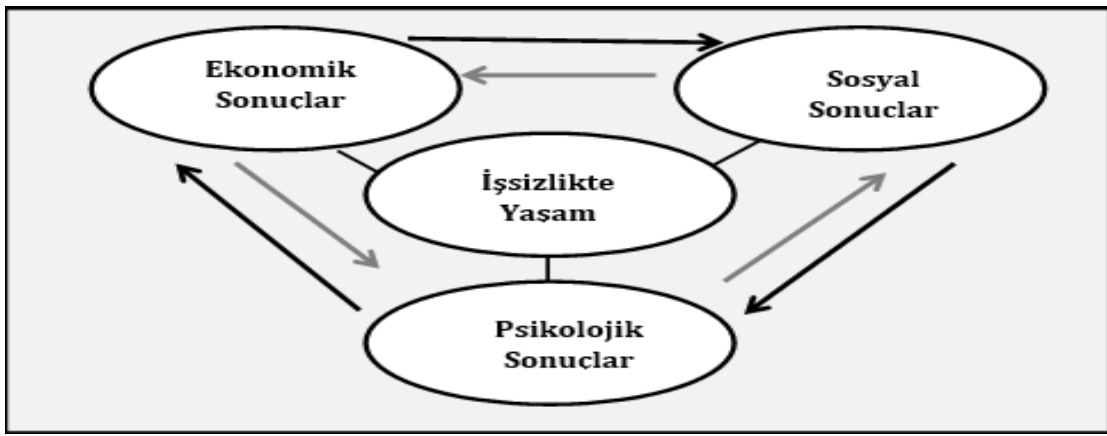 Ekonomik
Sonuçlar
Sosyal
Sonuclar
İşsizlikte
Yaşam
Psikolojik
Sonuçlar